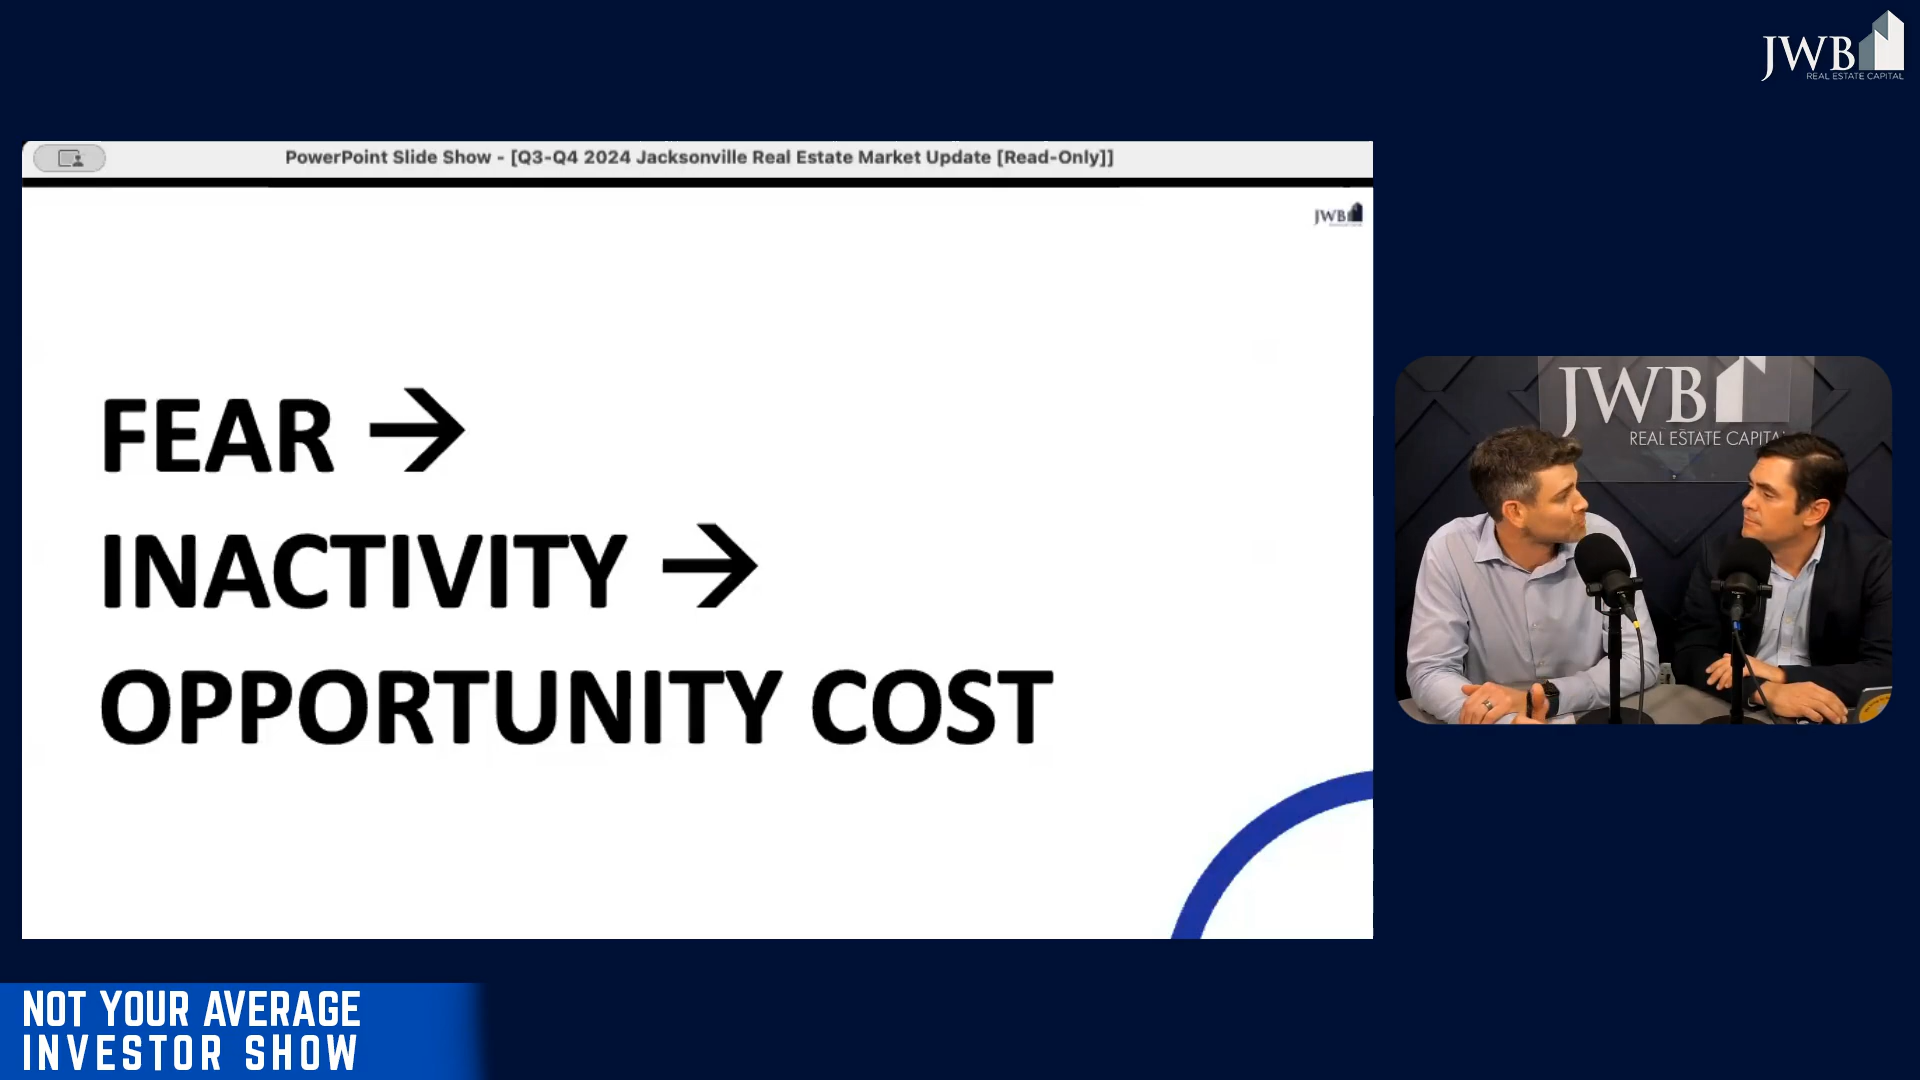 JWB
REAL ESTATE CAPITAL
PowerPoint Slide Show - [Q3-Q4 2024 Jacksonville Real Estate Market Update [Read-Only]]
JWB
FEAR →
INACTIVITY →
OPPORTUNITY COST
JWB
REAL ESTATE CAPITAL
NOT YOUR AVERAGE
INVESTOR SHOW